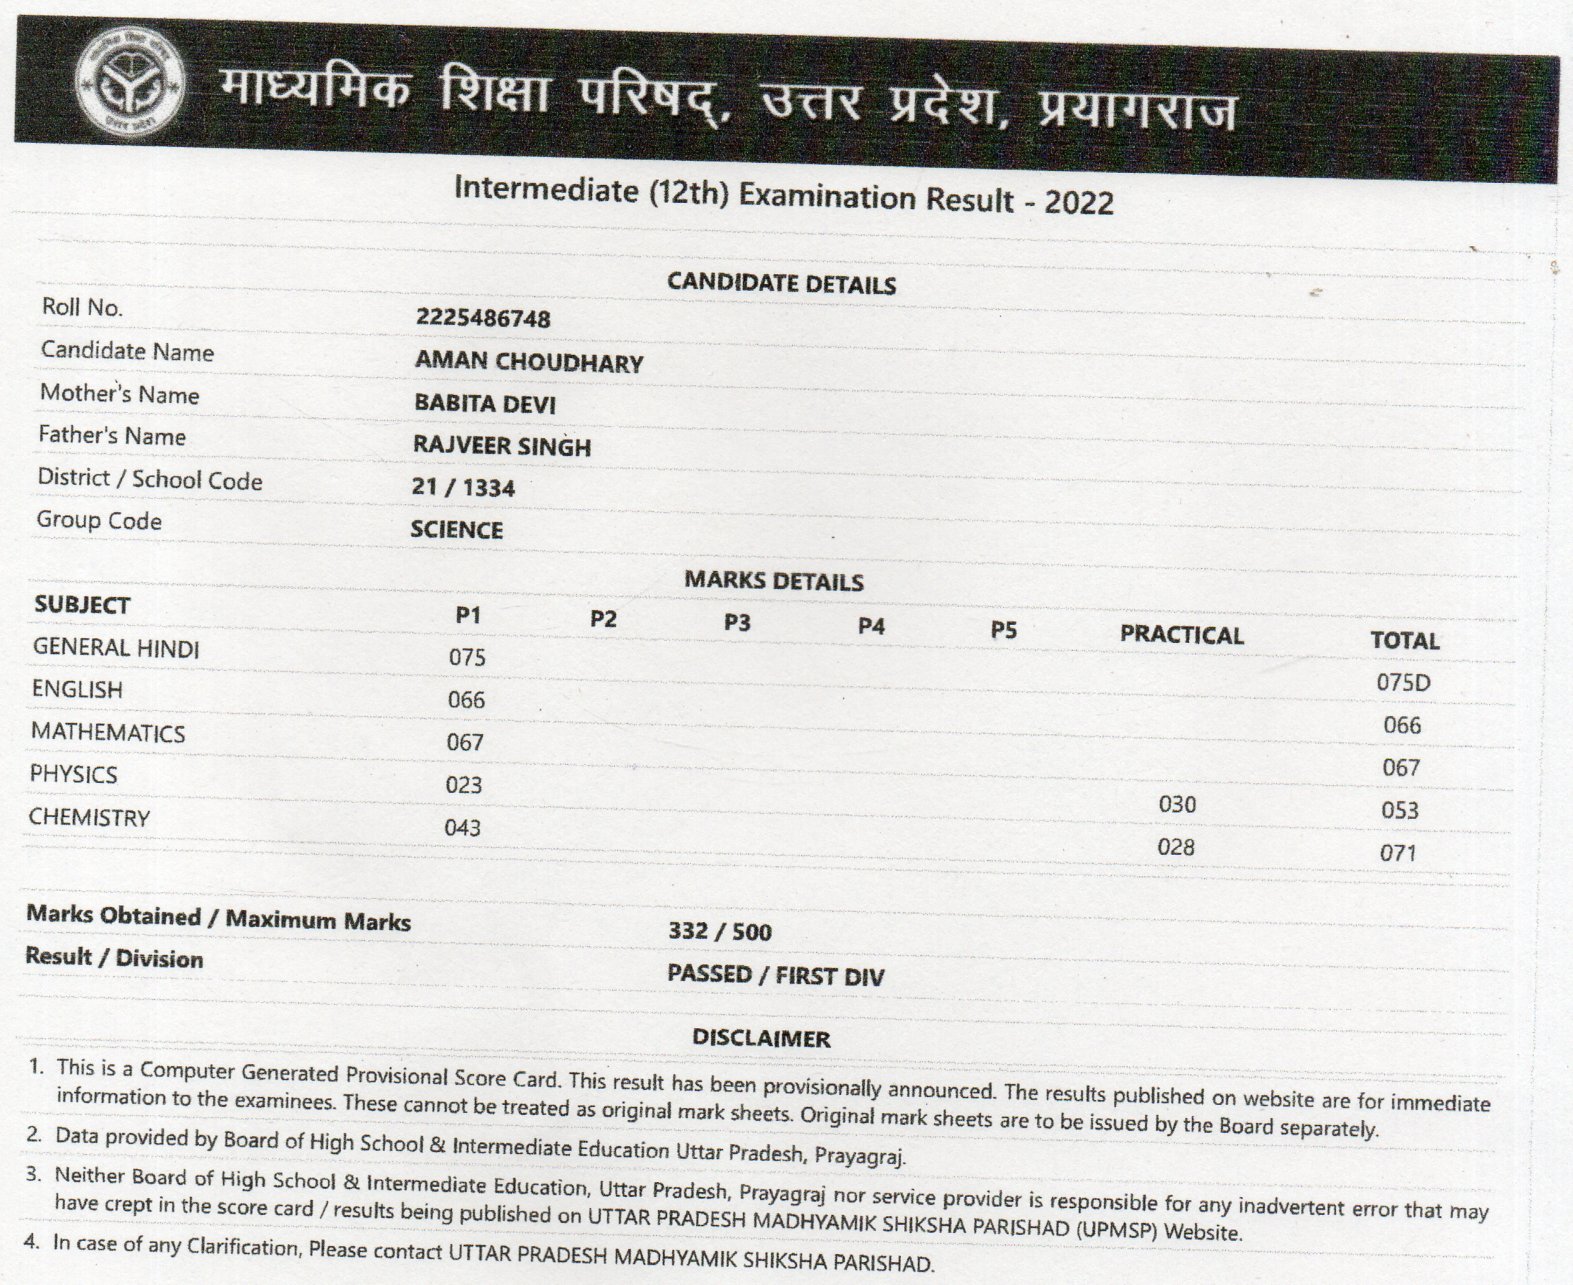 माध्यमिक शिक्षा परिषद्, उत्तर प्रदेश, प्रयागराज
Intermediate (12th) Examination Result - 2022
CANDIDATE DETAILS
Roll No. 2225486748
Candidate Name AMAN CHOUDHARY
Mother's Name BABITA DEVI
Father's Name RAJVEER SINGH
District / School Code 21 / 1334
Group Code SCIENCE
MARKS DETAILS
SUBJECT P1 P2 P3 P4 P5 PRACTICAL TOTAL
GENERAL HINDI 075 075D
ENGLISH 066 066
MATHEMATICS 067 067
PHYSICS 023 030 053
CHEMISTRY 043 028 071
Marks Obtained / Maximum Marks 332 / 500
Result / Division PASSED / FIRST DIV
DISCLAIMER
1. This is a Computer Generated Provisional Score Card. This result has been provisionally announced. The results published on website are for immediate
information to the examinees. These cannot be treated as original mark sheets. Original mark sheets are to be issued by the Board separately.
2. Data provided by Board of High School & Intermediate Education Uttar Pradesh, Prayagraj.
3. Neither Board of High School & Intermediate Education, Uttar Pradesh, Prayagraj nor service provider is responsible for any inadvertent error that may
have crept in the score card / results being published on UTTAR PRADESH MADHYAMIK SHIKSHA PARISHAD (UPMSP) Website.
4. In case of any Clarification, Please contact UTTAR PRADESH MADHYAMIK SHIKSHA PARISHAD.